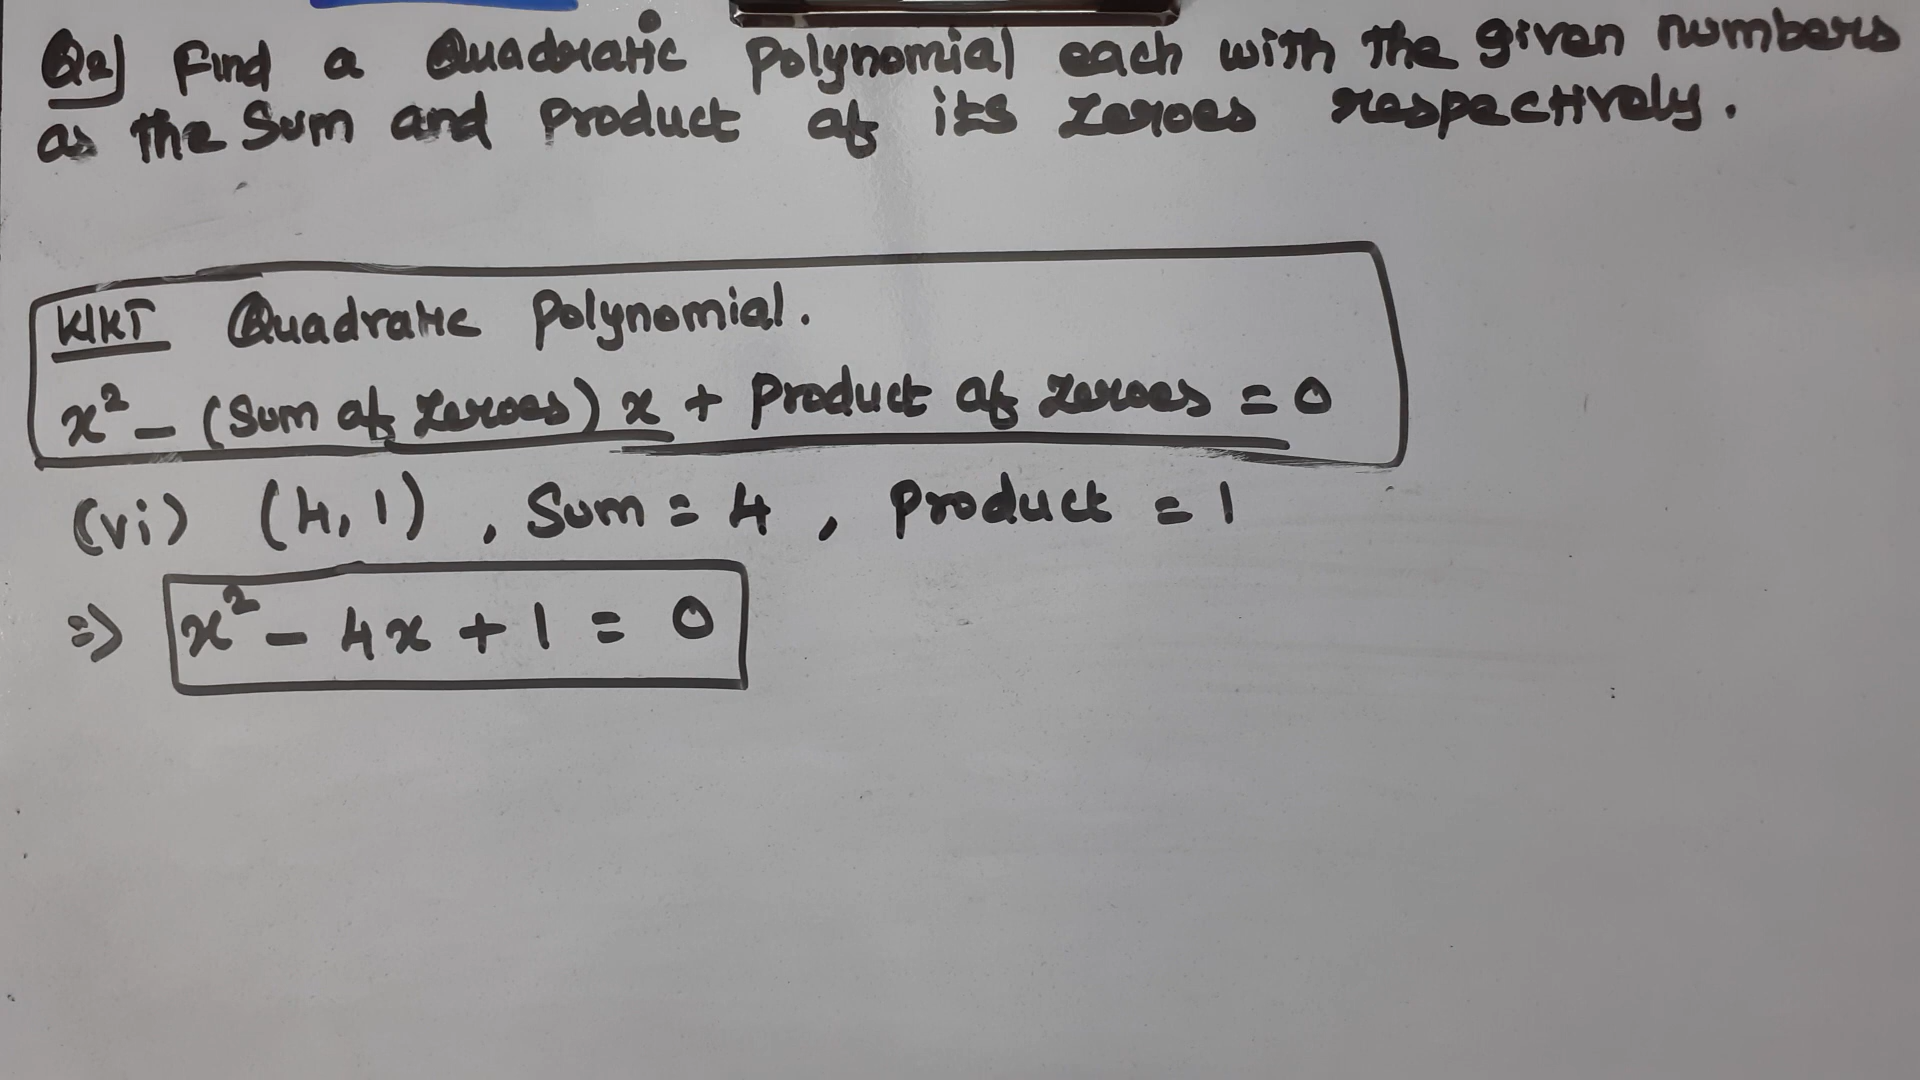 Q2) Find a Quadratic Polynomial each with the given numbers
as the Sum and Product of its zeroes respectively.
WKT Quadratic Polynomial.
x² - (Sum of zeroes) x + Product of zeroes = 0
(vi) (4, 1) , Sum = 4 , Product = 1
⇒ x² - 4x + 1 = 0